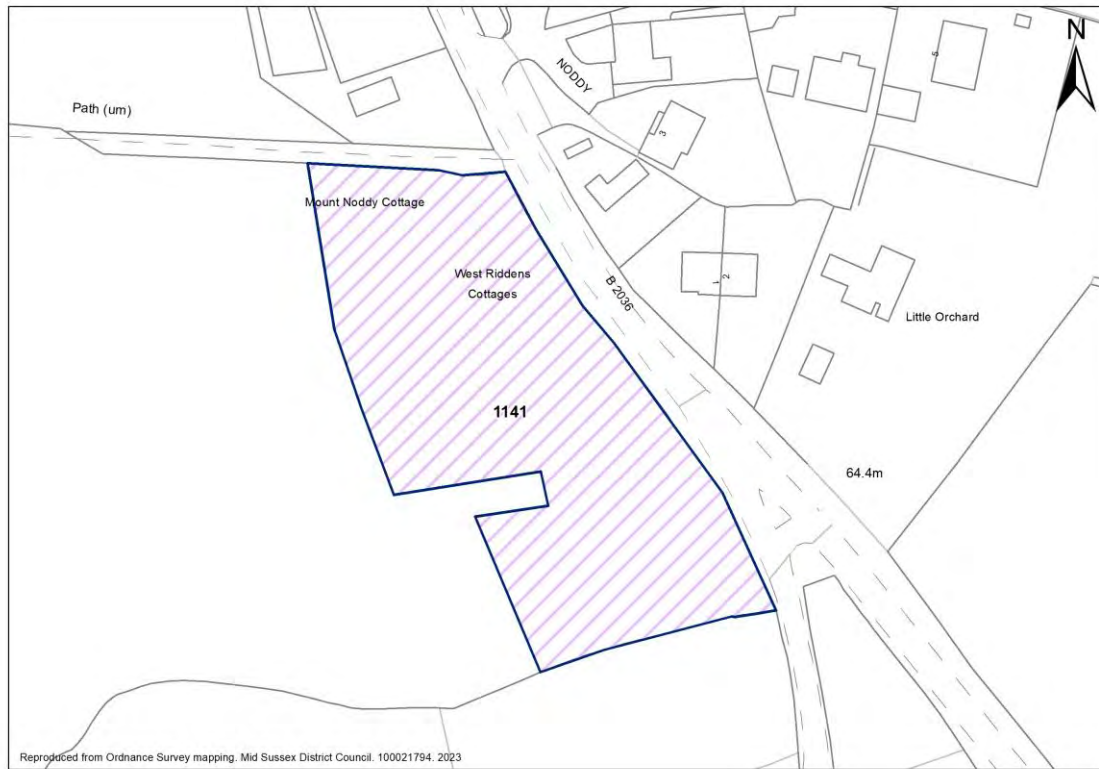 N
NODDY
5
Path (um)
3
Mount Noddy Cottage
West Riddens
Cottages
1
2
B 2036
Little Orchard
1141
64.4m
Reproduced from Ordnance Survey mapping. Mid Sussex District Council. 100021794. 2023